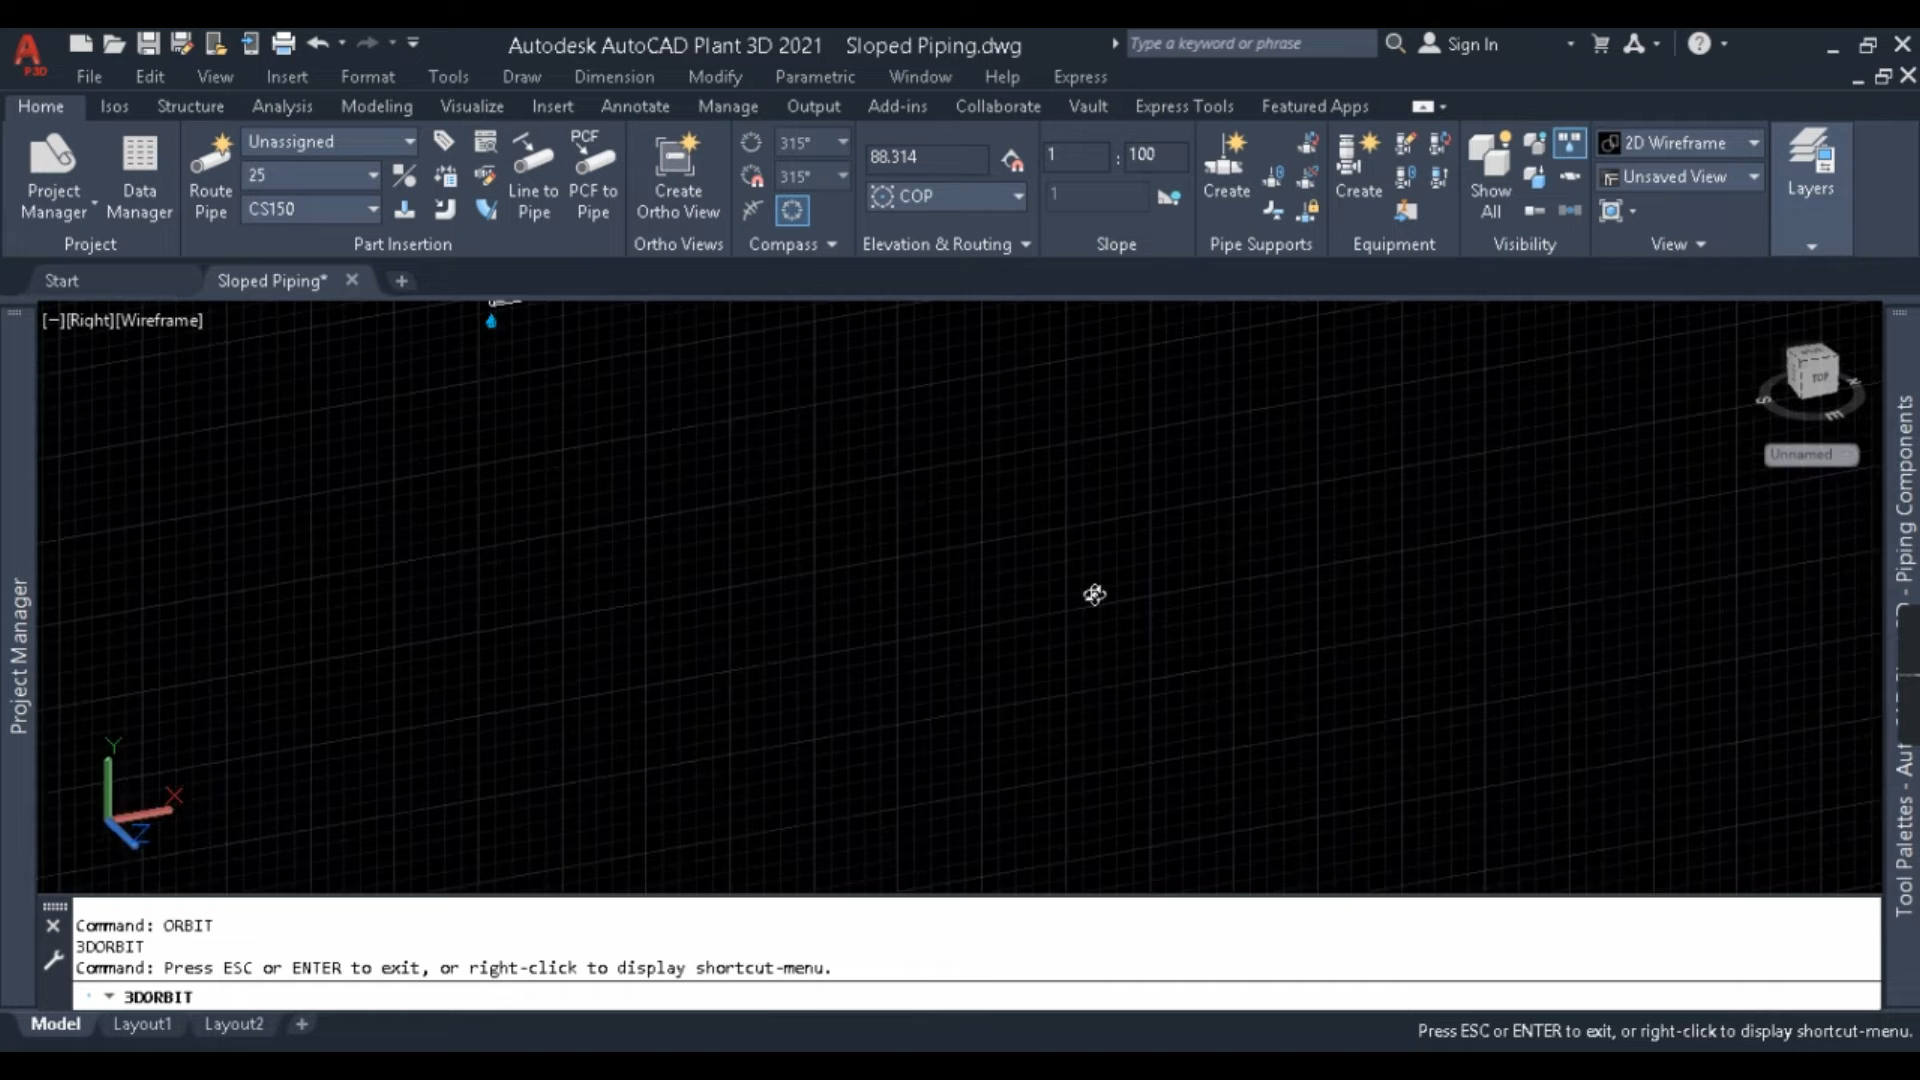 Autodesk AutoCAD Plant 3D 2021 Sloped Piping.dwg
Type a keyword or phrase
Sign In
P3D
File Edit View Insert Format Tools Draw Dimension Modify Parametric Window Help Express
Home Isos Structure Analysis Modeling Visualize Insert Annotate Manage Output Add-ins Collaborate Vault Express Tools Featured Apps
Project Manager
Data Manager
Project
Route Pipe
Unassigned
25
CS150
Line to Pipe
PCF
PCF to Pipe
Part Insertion
Create Ortho View
Ortho Views
315°
315°
Compass
88.314
COP
Elevation & Routing
1 : 100
1
Slope
Create
Pipe Supports
Create
Equipment
Show All
Visibility
2D Wireframe
Unsaved View
View
Layers
Start
Sloped Piping*
[−][Right][Wireframe]
TOP
S
E
Unnamed
Y
X
Z
Project Manager
- Piping Components
Tool Palettes - Aut
Command: ORBIT
3DORBIT
Command: Press ESC or ENTER to exit, or right-click to display shortcut-menu.
3DORBIT
Model Layout1 Layout2 +
Press ESC or ENTER to exit, or right-click to display shortcut-menu.